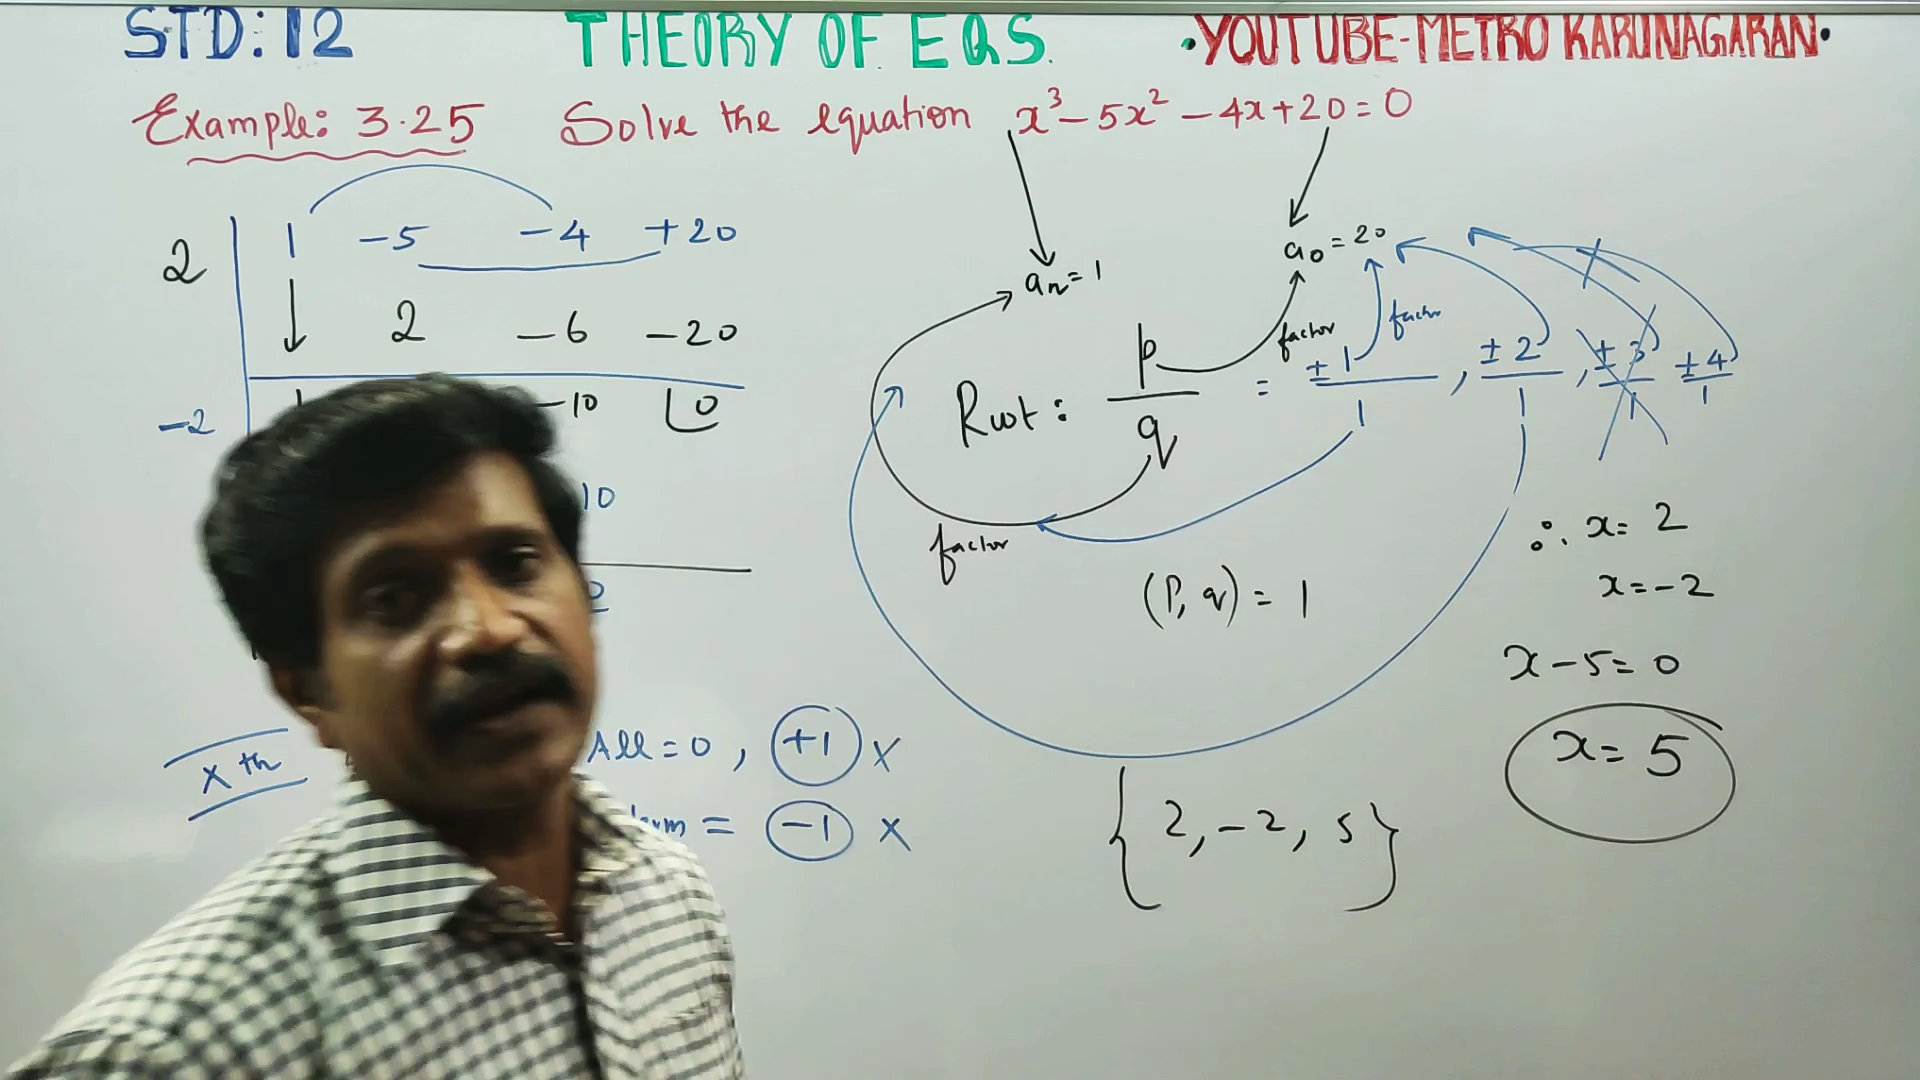 STD: 12 THEORY OF EQS. • YOUTUBE-METRO KARUNAGARAN •
Example: 3.25 Solve the equation x³ - 5x² - 4x + 20 = 0
2 1 -5 -4 +20
2 -6 -20
-2 -10 0
10
aₙ = 1
a₀ = 20
factor factor
Root: p/q = ±1/1, ±2/1, ±3/1 ±4/1
factor
(P, q) = 1
∴ x = 2
x = -2
x - 5 = 0
x = 5
X th All = 0, +1 x
= -1 x
{2, -2, 5}